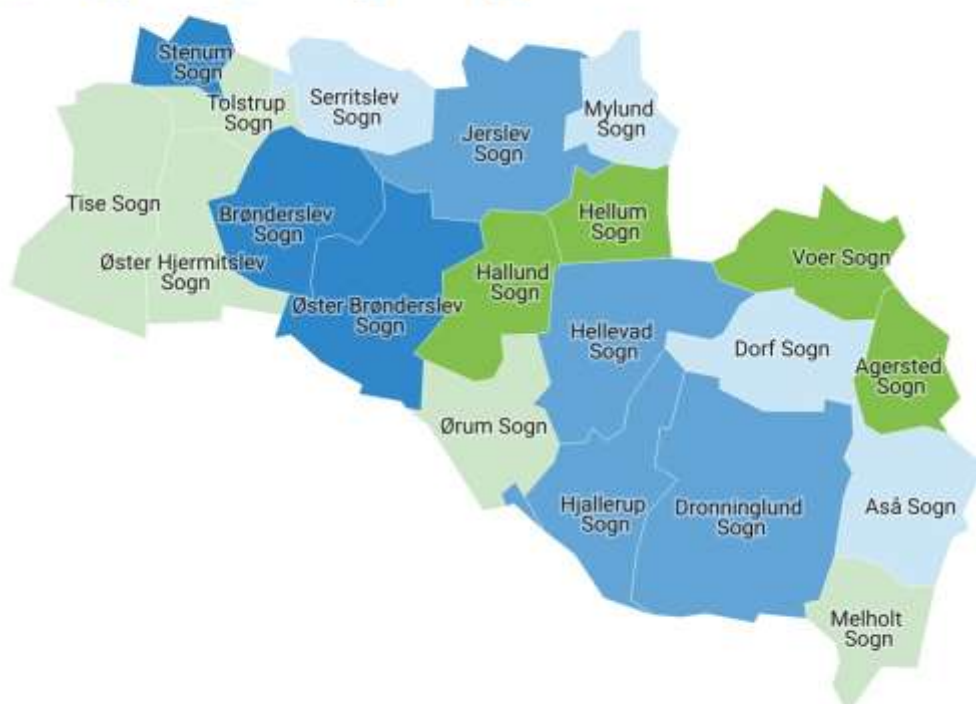 Stenum
Sogn
Tolstrup
Sogn
Serritslev
Sogn
Jerslev
Sogn
Mylund
Sogn
Tise Sogn
Brønderslev
Sogn
Hellum
Sogn
Øster Hjermitslev
Sogn
Hallund
Sogn
Voer Sogn
Øster Brønderslev
Sogn
Hellevad
Sogn
Dorf Sogn
Agersted
Sogn
Ørum Sogn
Hjallerup
Sogn
Dronninglund
Sogn
Aså Sogn
Melholt
Sogn